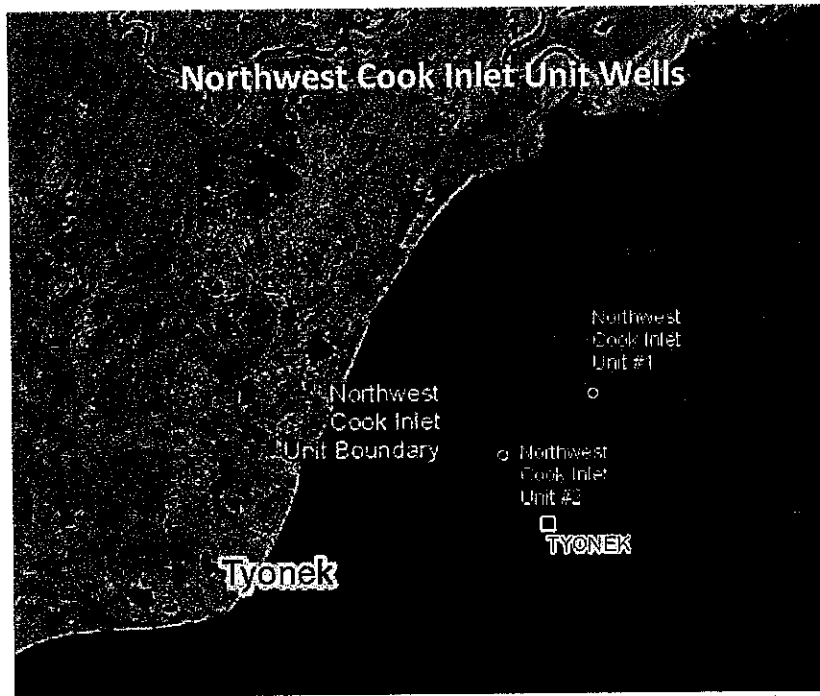 Northwest Cook Inlet Unit Wells
Northwest
Cook Inlet
Unit #1
Northwest
Cook Inlet
Unit Boundary
Northwest
Cook Inlet
Unit #2
TYONEK
Tyonek